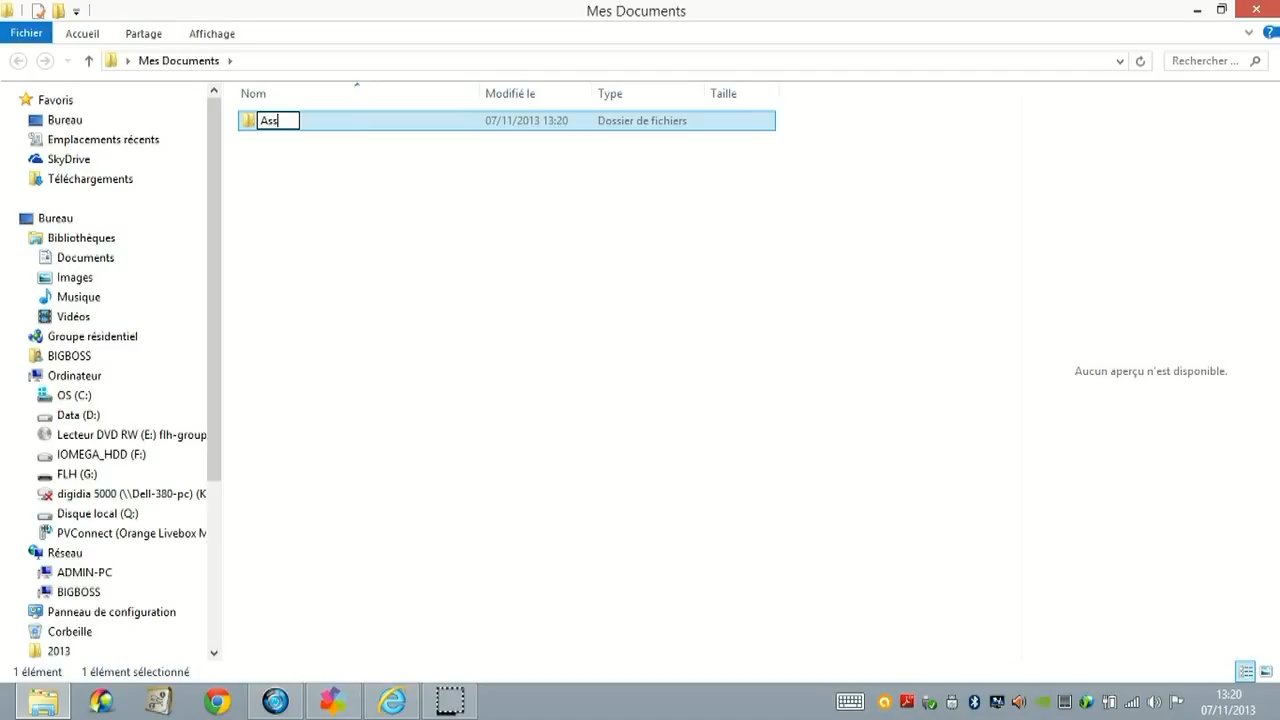 Mes Documents
Fichier Accueil Partage Affichage
Mes Documents Rechercher ...
Nom Modifié le Type Taille
Ass 07/11/2013 13:20 Dossier de fichiers
Favoris
Bureau
Emplacements récents
SkyDrive
Téléchargements
Bureau
Bibliothèques
Documents
Images
Musique
Vidéos
Groupe résidentiel
BIGBOSS
Ordinateur
OS (C:)
Data (D:)
Lecteur DVD RW (E:) flh-group
IOMEGA_HDD (F:)
FLH (G:)
digidia 5000 (\\Dell-380-pc) (K
Disque local (Q:)
PVConnect (Orange Livebox M
Réseau
ADMIN-PC
BIGBOSS
Panneau de configuration
Corbeille
2013
Aucun aperçu n'est disponible.
1 élément 1 élément sélectionné
13:20
07/11/2013